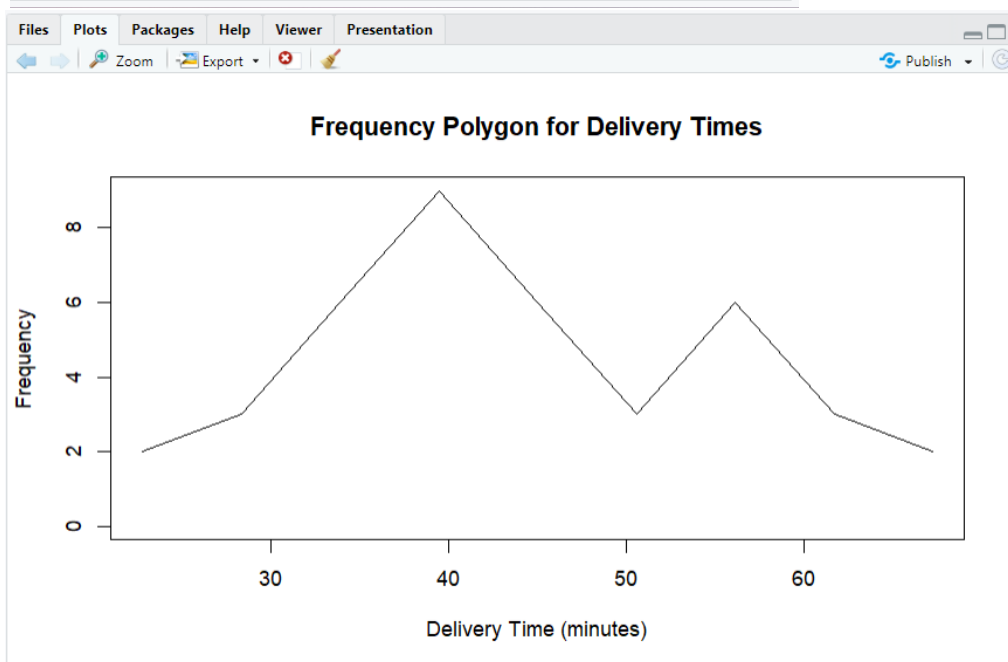 Files Plots Packages Help Viewer Presentation
Zoom Export Publish
Frequency Polygon for Delivery Times
Frequency
8
6
4
2
0
30 40 50 60
Delivery Time (minutes)